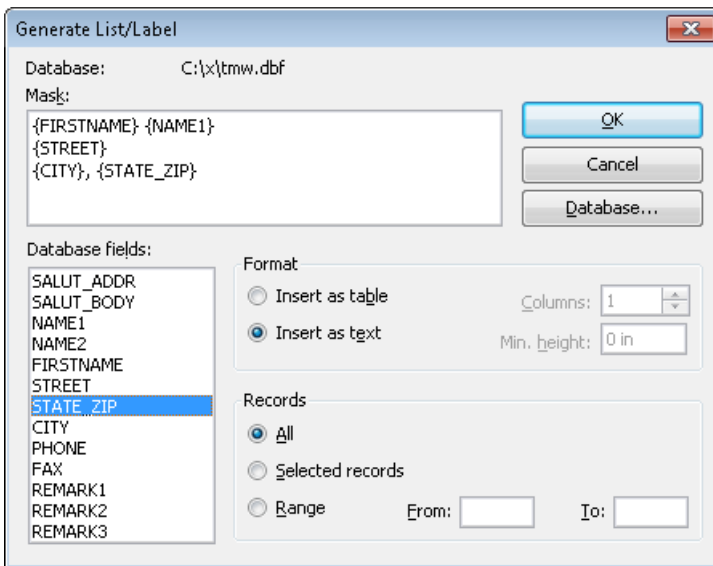 Generate List/Label
Database: C:\x\tmw.dbf
Mask:
{FIRSTNAME} {NAME1}
{STREET}
{CITY}, {STATE_ZIP}
OK
Cancel
Database...
Database fields:
SALUT_ADDR
SALUT_BODY
NAME1
NAME2
FIRSTNAME
STREET
STATE_ZIP
CITY
PHONE
FAX
REMARK1
REMARK2
REMARK3
Format
Insert as table
Insert as text
Columns: 1
Min. height: 0 in
Records
All
Selected records
Range From: To: